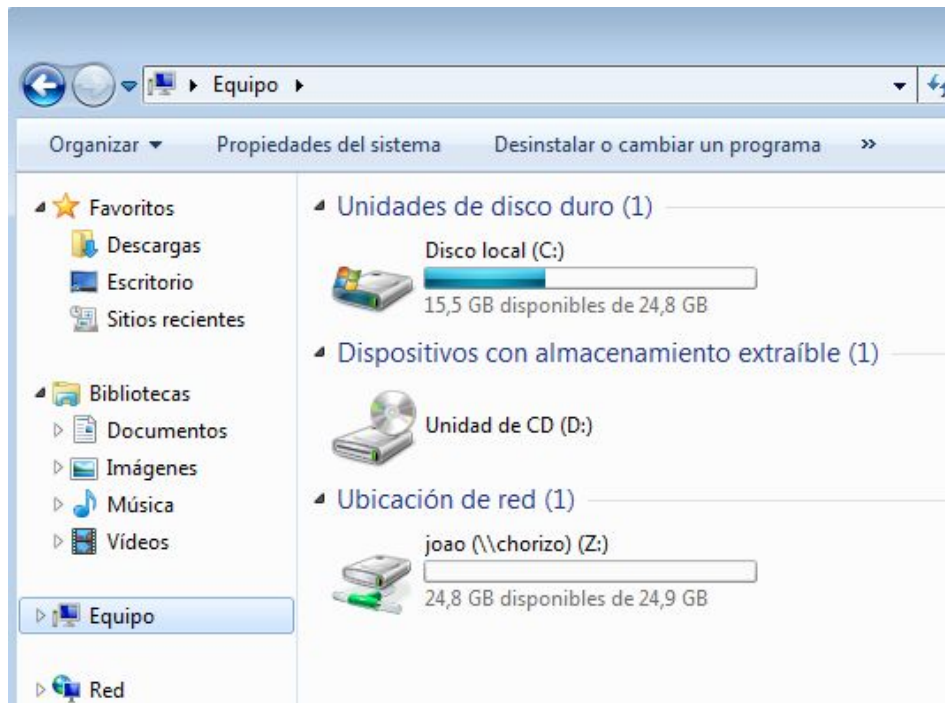 Equipo
Organizar
Propiedades del sistema
Desinstalar o cambiar un programa
»
Favoritos
Descargas
Escritorio
Sitios recientes
Bibliotecas
Documentos
Imágenes
Música
Vídeos
Equipo
Red
Unidades de disco duro (1)
Disco local (C:)
15,5 GB disponibles de 24,8 GB
Dispositivos con almacenamiento extraíble (1)
Unidad de CD (D:)
Ubicación de red (1)
joao (\\chorizo) (Z:)
24,8 GB disponibles de 24,9 GB